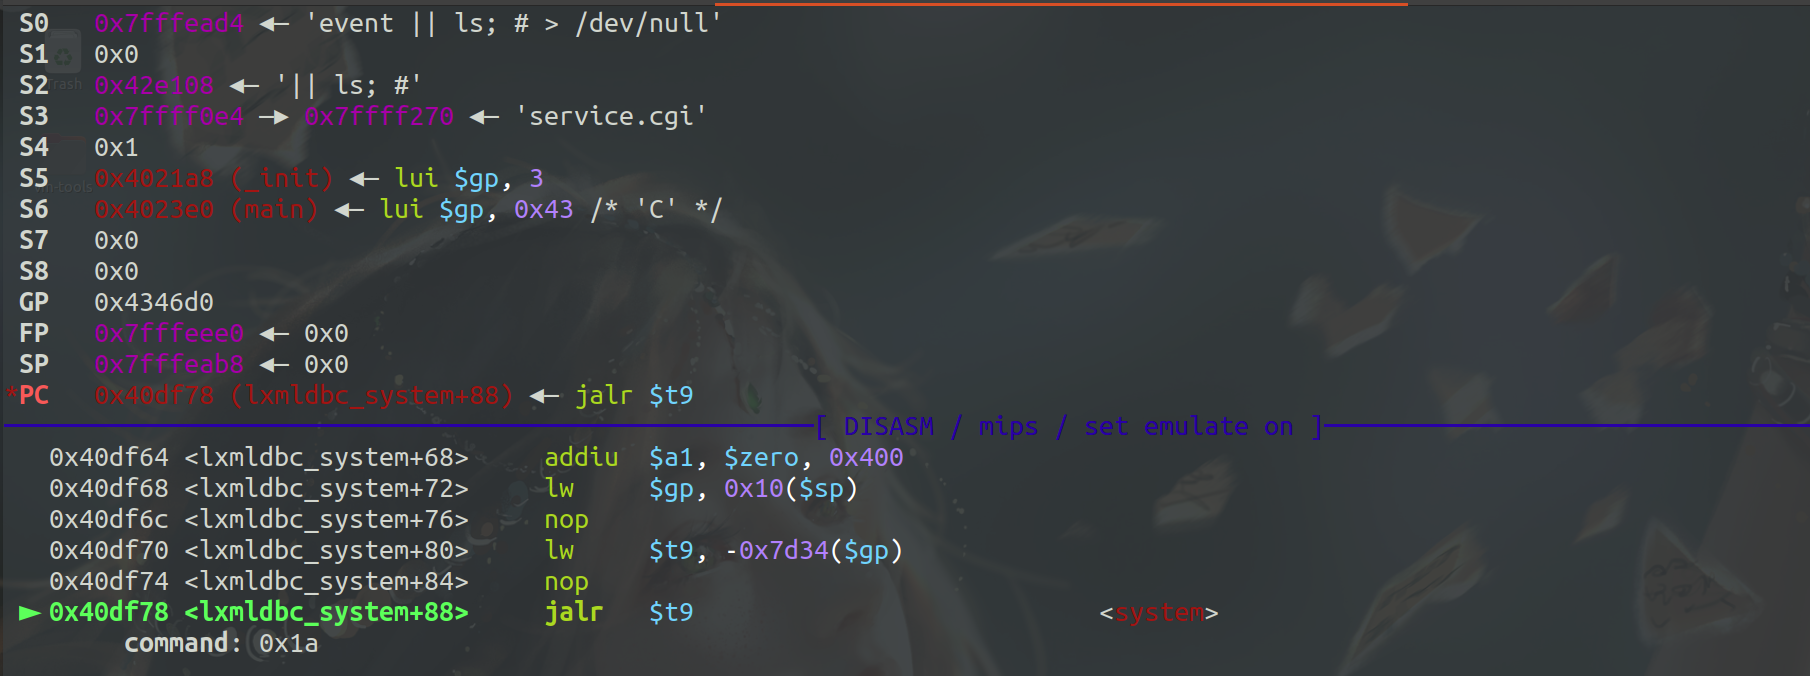 S0 0x7fffead4 ◂— 'event || ls; # > /dev/null'
S1 0x0
S2 0x42e108 ◂— '|| ls; #'
S3 0x7ffff0e4 —▸ 0x7ffff270 ◂— 'service.cgi'
S4 0x1
S5 0x4021a8 (_init) ◂— lui $gp, 3
S6 0x4023e0 (main) ◂— lui $gp, 0x43 /* 'C' */
S7 0x0
S8 0x0
GP 0x4346d0
FP 0x7fffeee0 ◂— 0x0
SP 0x7fffeab8 ◂— 0x0
*PC 0x40df78 (lxmldbc_system+88) ◂— jalr $t9
[ DISASM / mips / set emulate on ]
0x40df64 <lxmldbc_system+68> addiu $a1, $zero, 0x400
0x40df68 <lxmldbc_system+72> lw $gp, 0x10($sp)
0x40df6c <lxmldbc_system+76> nop
0x40df70 <lxmldbc_system+80> lw $t9, -0x7d34($gp)
0x40df74 <lxmldbc_system+84> nop
► 0x40df78 <lxmldbc_system+88> jalr $t9 <system>
command: 0x1a
Trash